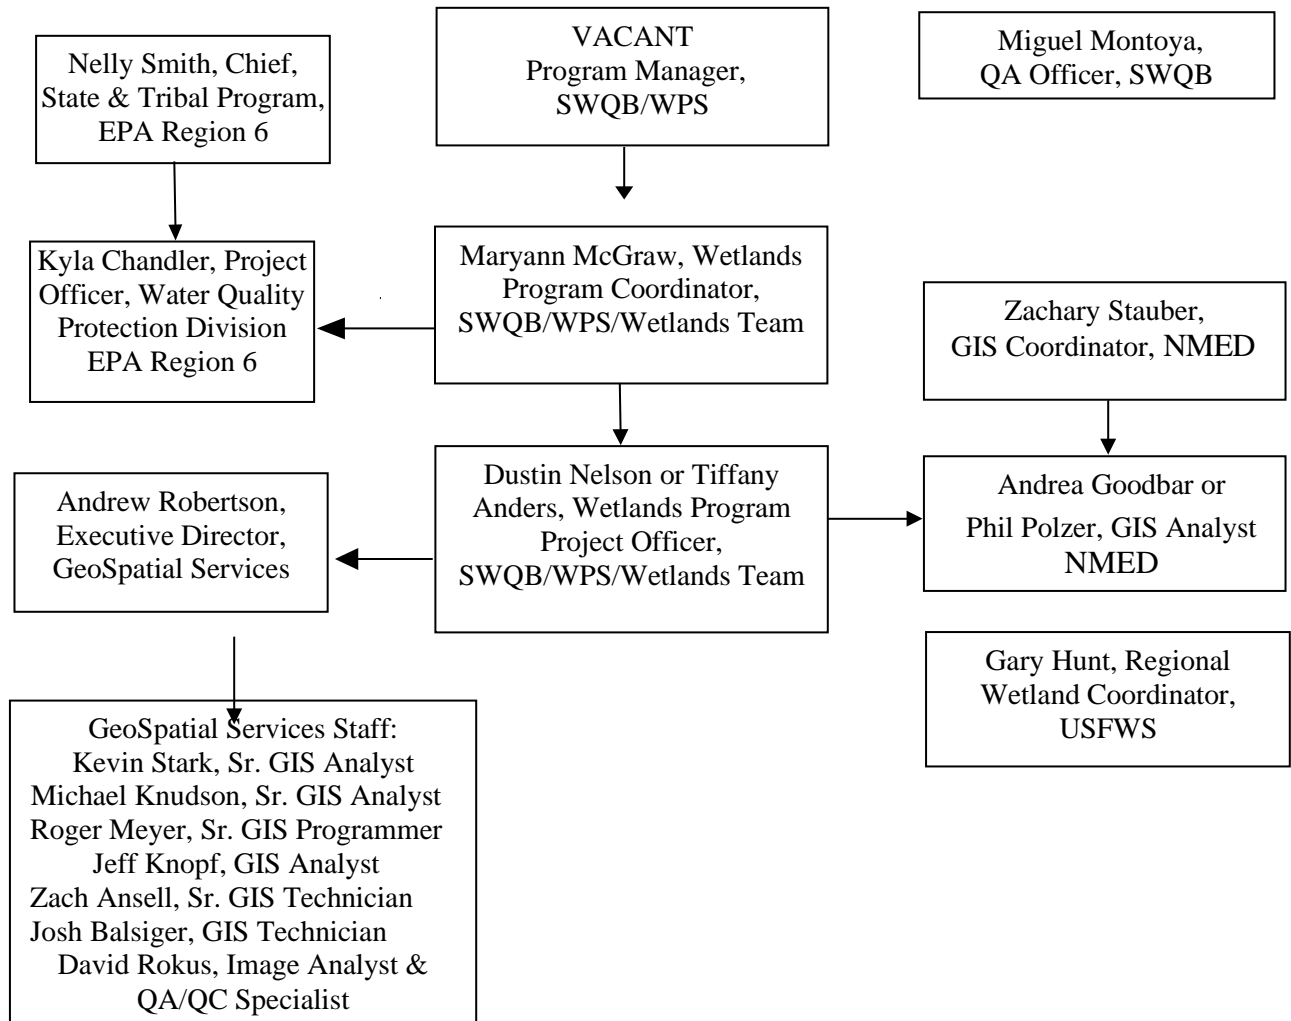 Nelly Smith, Chief,
State & Tribal Program,
EPA Region 6
VACANT
Program Manager,
SWQB/WPS
Miguel Montoya,
QA Officer, SWQB
Kyla Chandler, Project
Officer, Water Quality
Protection Division
EPA Region 6
Maryann McGraw, Wetlands
Program Coordinator,
SWQB/WPS/Wetlands Team
Zachary Stauber,
GIS Coordinator, NMED
Andrew Robertson,
Executive Director,
GeoSpatial Services
Dustin Nelson or Tiffany
Anders, Wetlands Program
Project Officer,
SWQB/WPS/Wetlands Team
Andrea Goodbar or
Phil Polzer, GIS Analyst
NMED
Gary Hunt, Regional
Wetland Coordinator,
USFWS
GeoSpatial Services Staff:
Kevin Stark, Sr. GIS Analyst
Michael Knudson, Sr. GIS Analyst
Roger Meyer, Sr. GIS Programmer
Jeff Knopf, GIS Analyst
Zach Ansell, Sr. GIS Technician
Josh Balsiger, GIS Technician
David Rokus, Image Analyst &
QA/QC Specialist